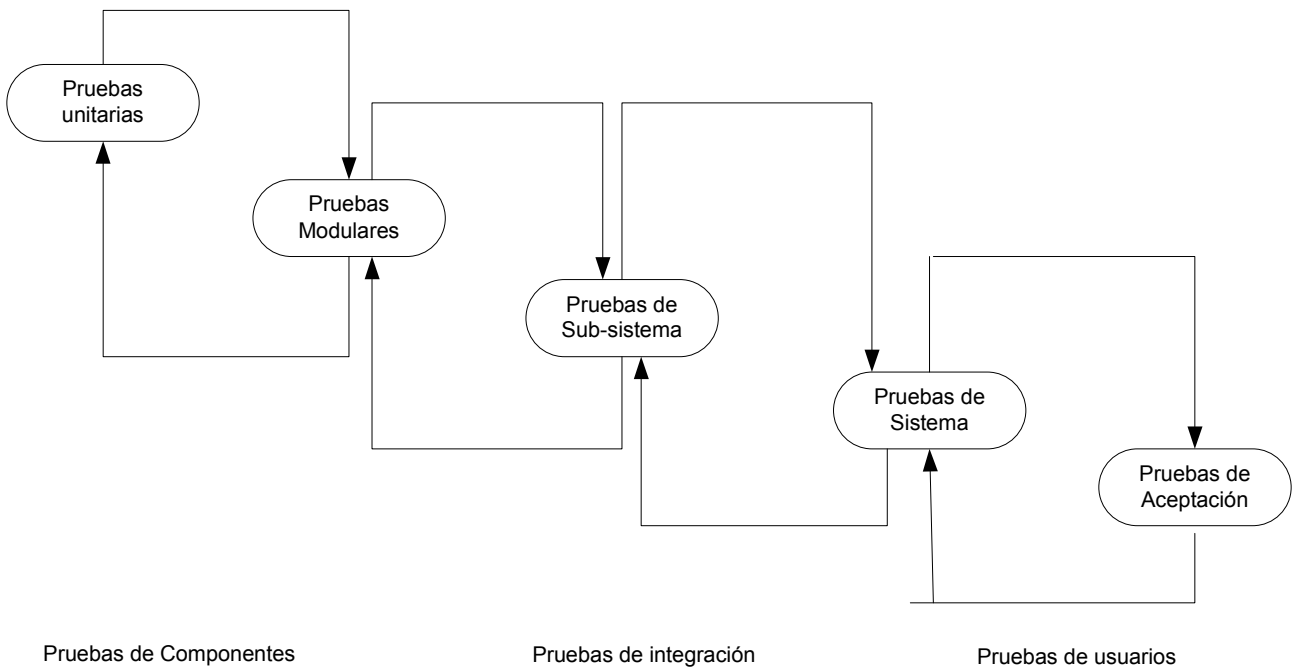 Pruebas
unitarias
Pruebas
Modulares
Pruebas de
Sub-sistema
Pruebas de
Sistema
Pruebas de
Aceptación
Pruebas de Componentes
Pruebas de integración
Pruebas de usuarios